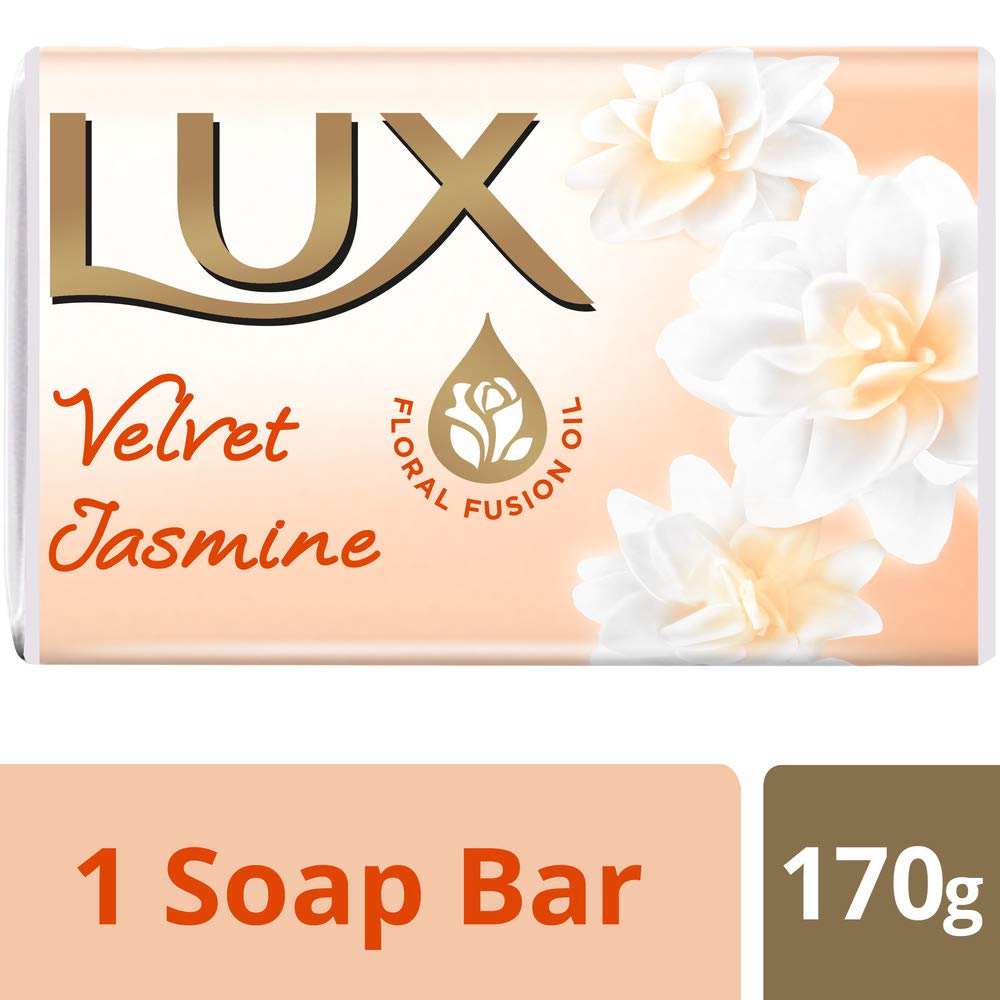 LUX
Velvet
Jasmine
FLORAL FUSION OIL
1 Soap Bar
170g